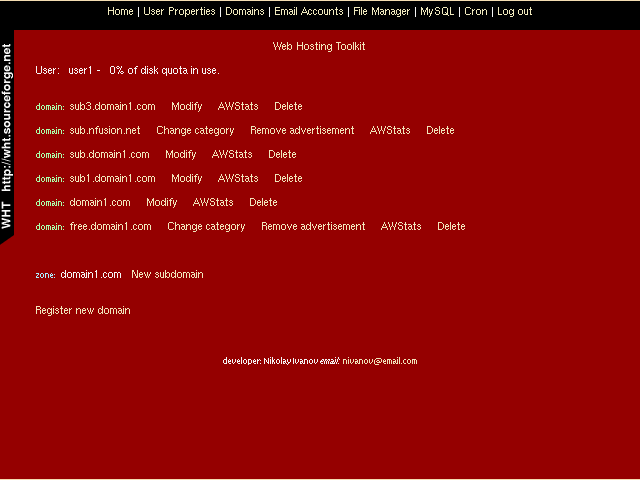 Home | User Properties | Domains | Email Accounts | File Manager | MySQL | Cron | Log out
WHT http://wht.sourceforge.net
Web Hosting Toolkit
User: user1 - 0% of disk quota in use.
domain: sub3.domain1.com Modify AWStats Delete
domain: sub.nfusion.net Change category Remove advertisement AWStats Delete
domain: sub.domain1.com Modify AWStats Delete
domain: sub1.domain1.com Modify AWStats Delete
domain: domain1.com Modify AWStats Delete
domain: free.domain1.com Change category Remove advertisement AWStats Delete
zone: domain1.com New subdomain
Register new domain
developer: Nikolay Ivanov email: nivanov@email.com